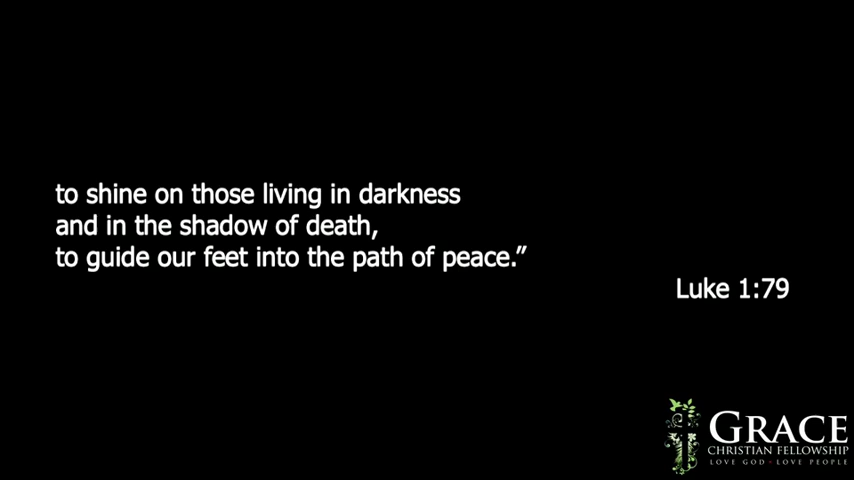 to shine on those living in darkness
and in the shadow of death,
to guide our feet into the path of peace.”
Luke 1:79
GRACE
CHRISTIAN FELLOWSHIP
LOVE GOD • LOVE PEOPLE